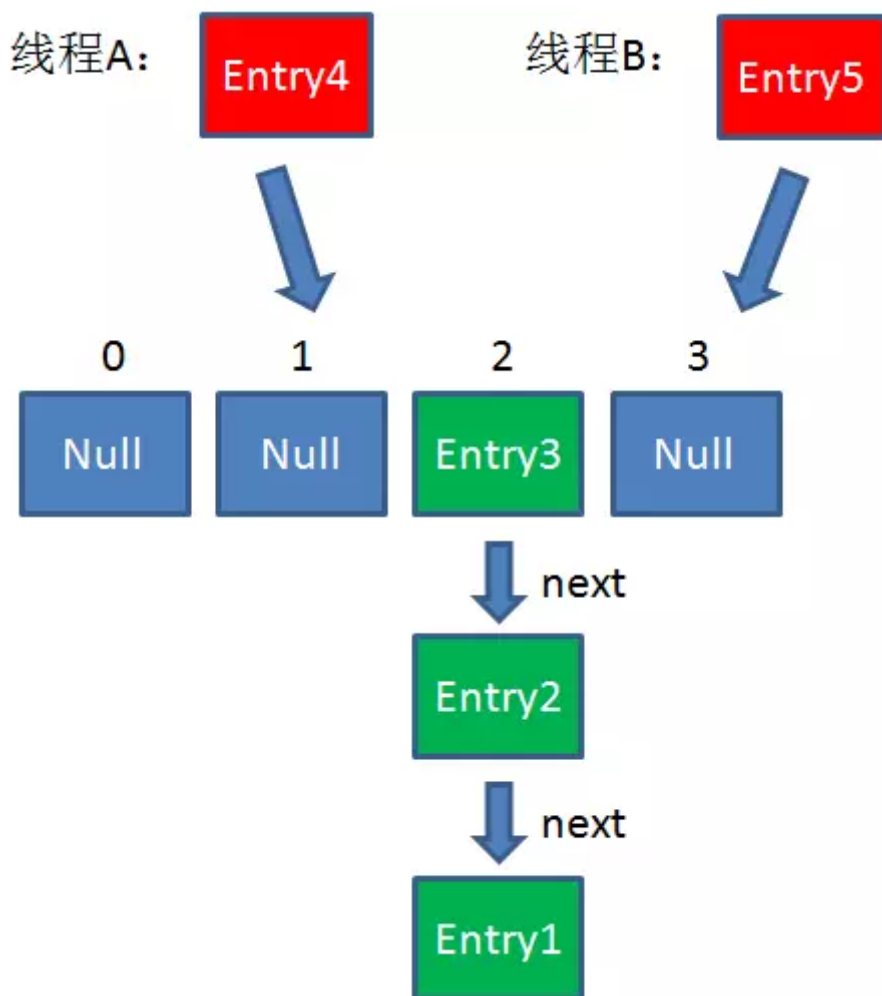 线程A：
Entry4
线程B：
Entry5
0 1 2 3
Null Null Entry3 Null
next
Entry2
next
Entry1